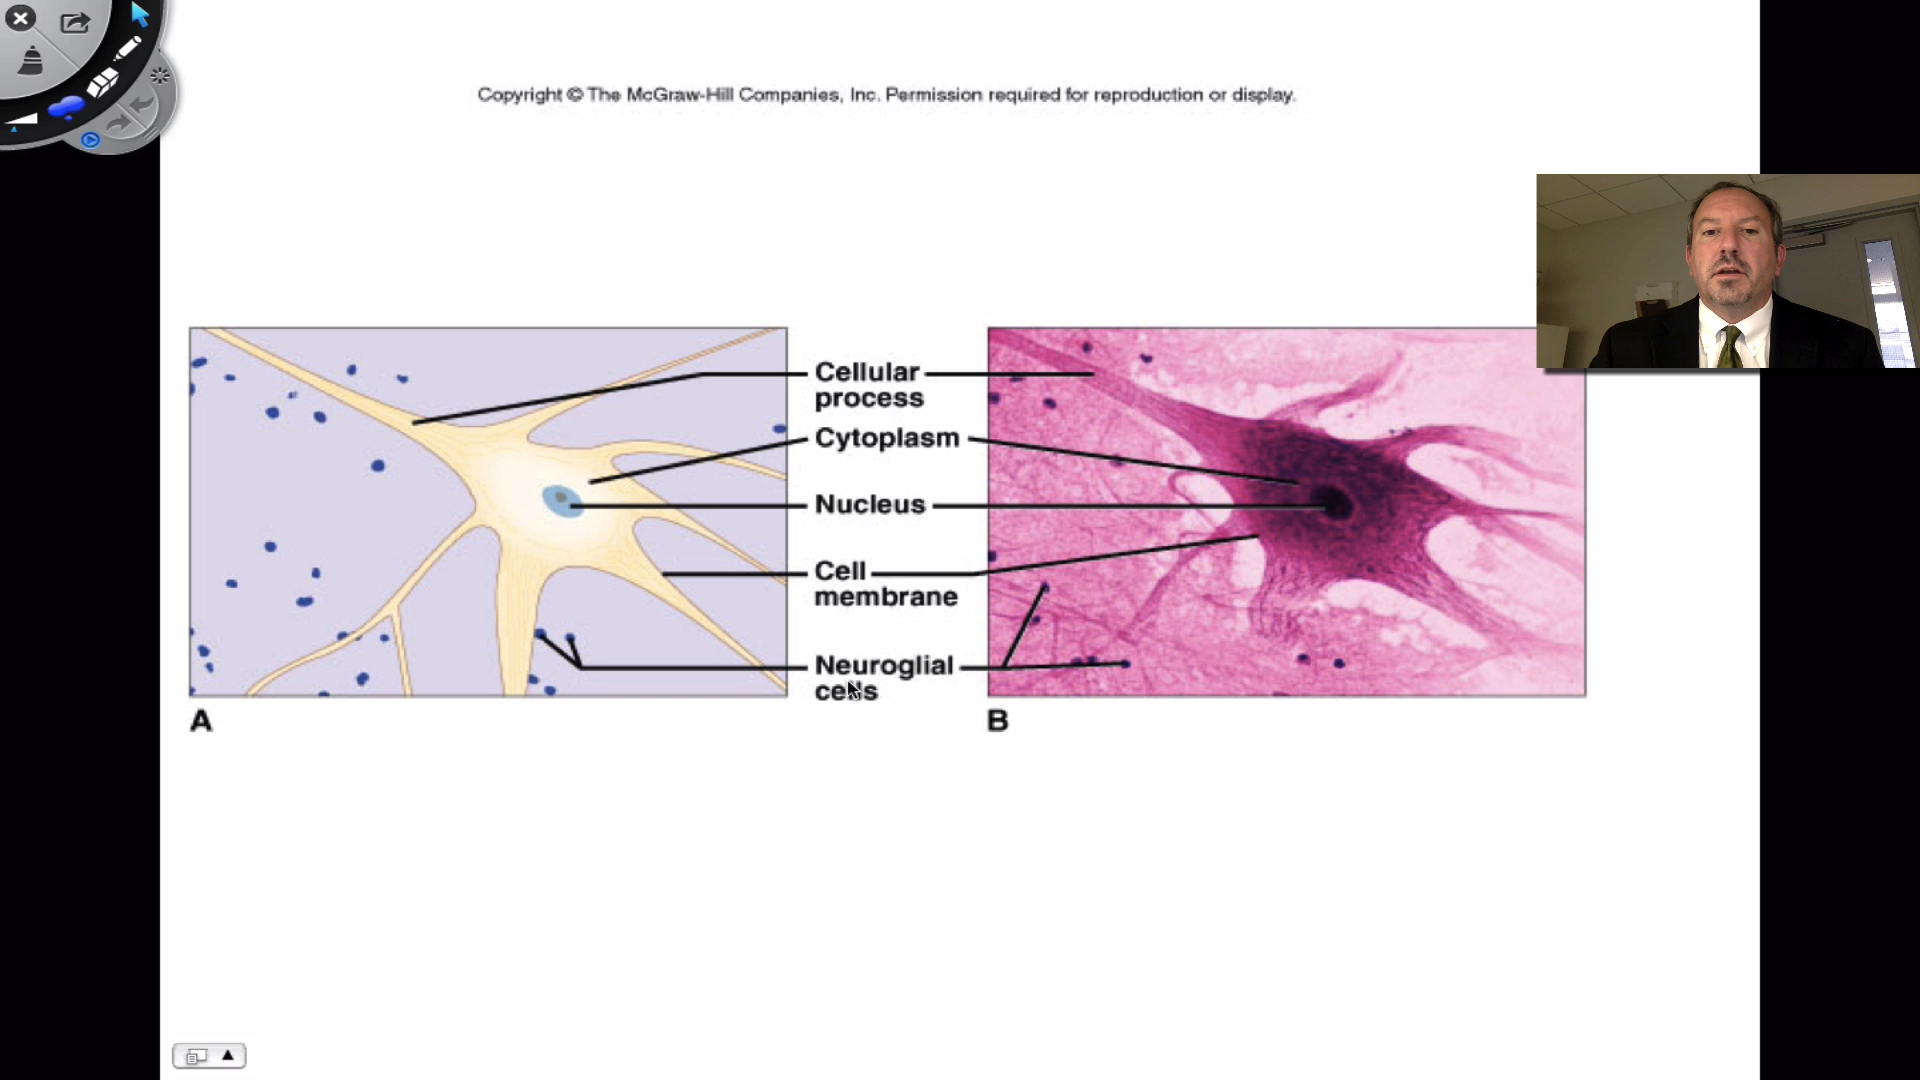 Copyright © The McGraw-Hill Companies, Inc. Permission required for reproduction or display.
Cellular
process
Cytoplasm
Nucleus
Cell
membrane
Neuroglial
cells
A
B